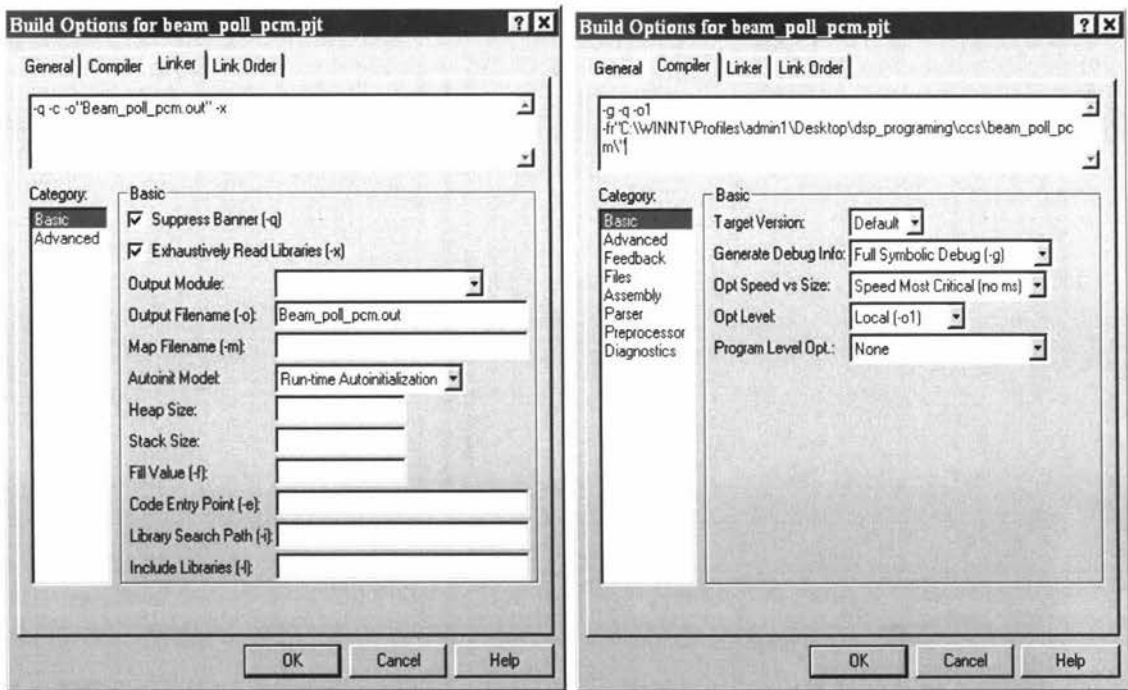 Build Options for beam_poll_pcm.pjt
General Compiler Linker Link Order
-q -c -o"Beam_poll_pcm.out" -x
Category:
Basic
Advanced
Basic
Suppress Banner (-q)
Exhaustively Read Libraries (-x)
Output Module:
Output Filename (-o): Beam_poll_pcm.out
Map Filename (-m):
Autoinit Model: Run-time Autoinitialization
Heap Size:
Stack Size:
Fill Value (-f):
Code Entry Point (-e):
Library Search Path (-i):
Include Libraries (-l):
OK Cancel Help
Build Options for beam_poll_pcm.pjt
General Compiler Linker Link Order
-g -q -o1
-fr"C:\WINNT\Profiles\admin1\Desktop\dsp_programing\ccs\beam_poll_pc
m\"
Category:
Basic
Advanced
Feedback
Files
Assembly
Parser
Preprocessor
Diagnostics
Basic
Target Version: Default
Generate Debug Info: Full Symbolic Debug (-g)
Opt Speed vs Size: Speed Most Critical (no ms)
Opt Level: Local (-o1)
Program Level Opt.: None
OK Cancel Help